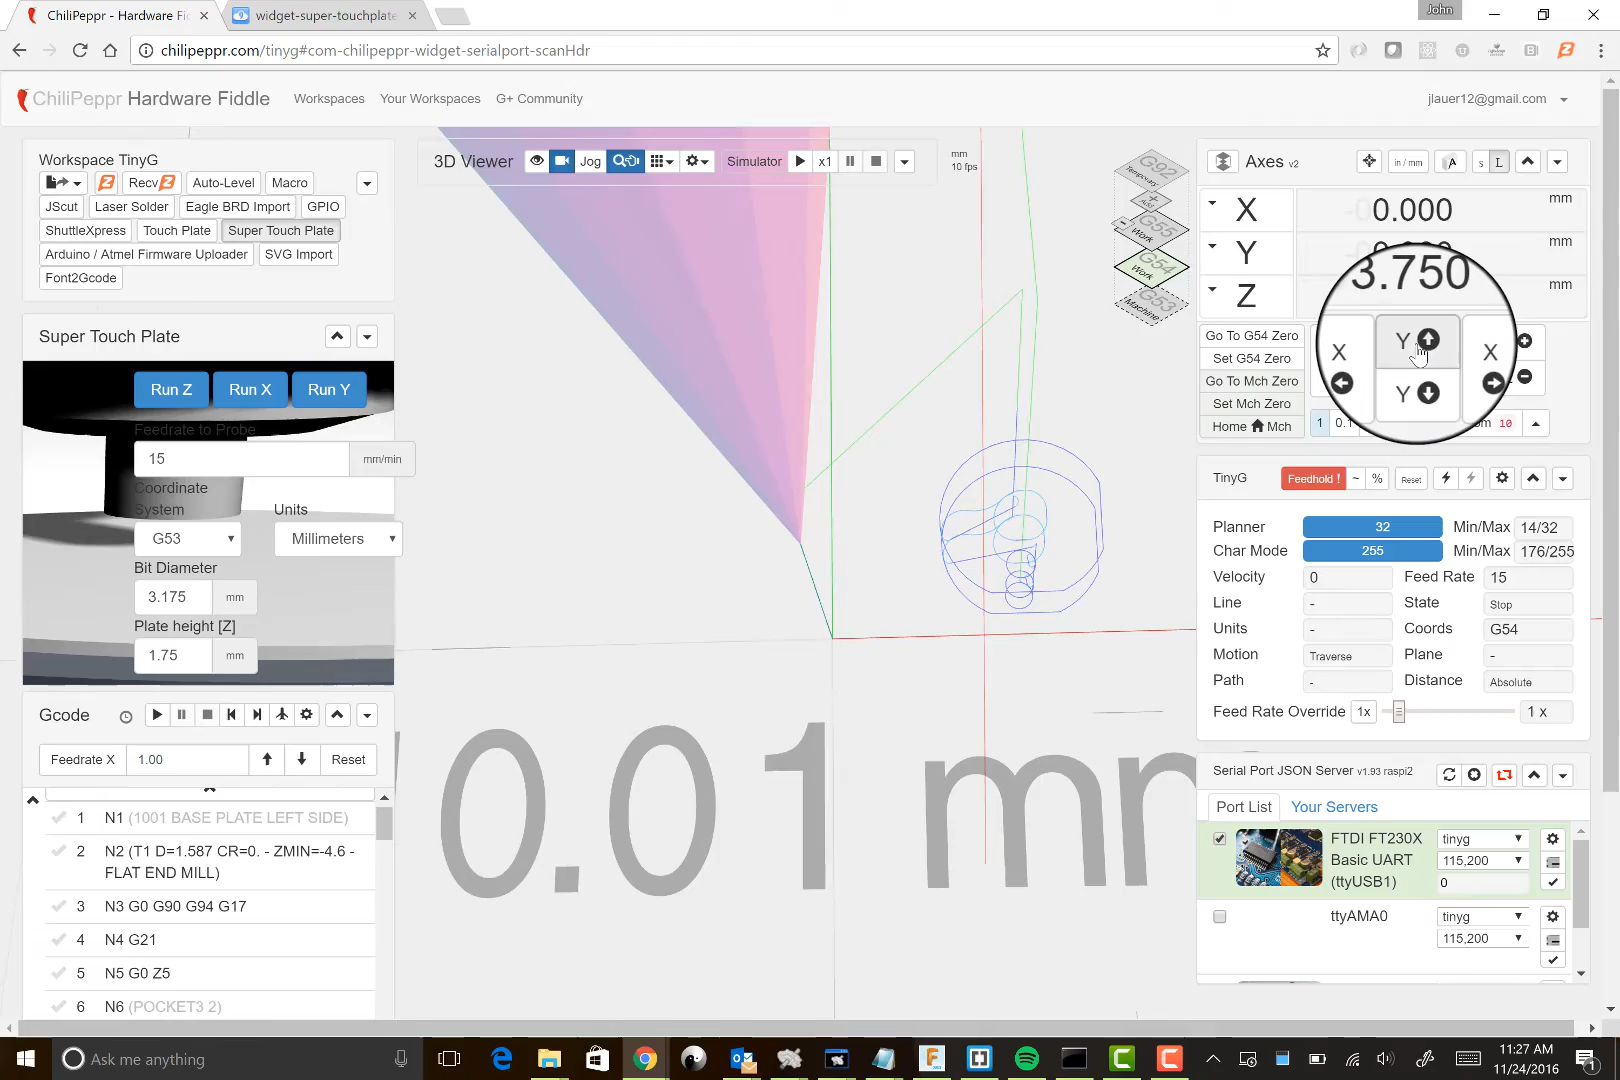 ChiliPeppr - Hardware Fi
widget-super-touchplate
John
chilipeppr.com/tinyg#com-chilipeppr-widget-serialport-scanHdr
ChiliPeppr Hardware Fiddle
Workspaces
Your Workspaces
G+ Community
jlauer12@gmail.com
Workspace TinyG
Recv
Auto-Level
Macro
JScut
Laser Solder
Eagle BRD Import
GPIO
ShuttleXpress
Touch Plate
Super Touch Plate
Arduino / Atmel Firmware Uploader
SVG Import
Font2Gcode
Super Touch Plate
Run Z
Run X
Run Y
Feedrate to Probe
15
mm/min
Coordinate System
Units
G53
Millimeters
Bit Diameter
3.175
mm
Plate height [Z]
1.75
mm
Gcode
Feedrate X
1.00
Reset
1 N1 (1001 BASE PLATE LEFT SIDE)
2 N2 (T1 D=1.587 CR=0. - ZMIN=-4.6 -
FLAT END MILL)
3 N3 G0 G90 G94 G17
4 N4 G21
5 N5 G0 Z5
6 N6 (POCKET3 2)
3D Viewer
Jog
Simulator
x1
mm
10 fps
0.01 mm
G92
Temporary
Add
G55
Work
G54
Work
G53
Machine
Axes v2
in / mm
A
s
L
X
0.000
mm
Y
mm
Z
3.750
mm
Go To G54 Zero
Set G54 Zero
Go To Mch Zero
Set Mch Zero
Home Mch
X
Y
Y
X
1
0.1
10
TinyG
Feedhold !
~
%
Reset
Planner
32
Min/Max
14/32
Char Mode
255
Min/Max
176/255
Velocity
0
Feed Rate
15
Line
-
State
Stop
Units
-
Coords
G54
Motion
Traverse
Plane
-
Path
-
Distance
Absolute
Feed Rate Override
1x
1 x
Serial Port JSON Server v1.93 raspi2
Port List
Your Servers
FTDI FT230X
Basic UART
(ttyUSB1)
tinyg
115,200
0
ttyAMA0
tinyg
115,200
Ask me anything
11:27 AM
11/24/2016